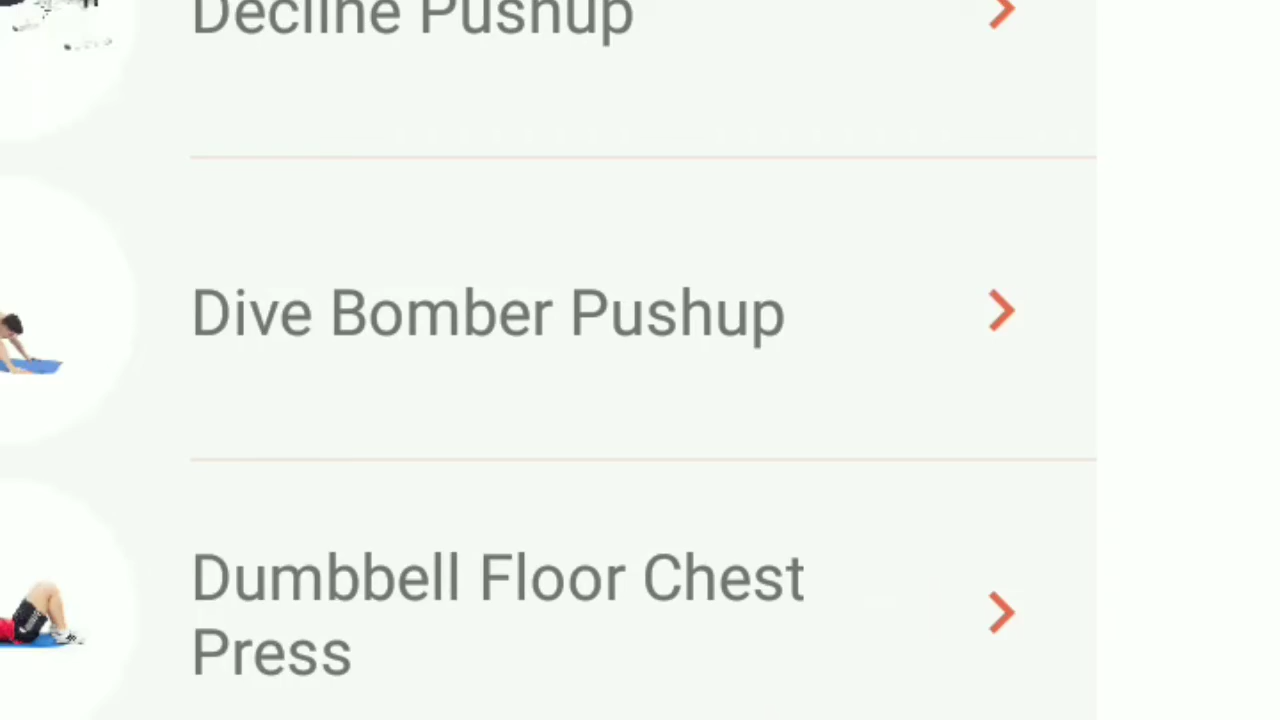 Decline Pushup
Dive Bomber Pushup
Dumbbell Floor Chest
Press